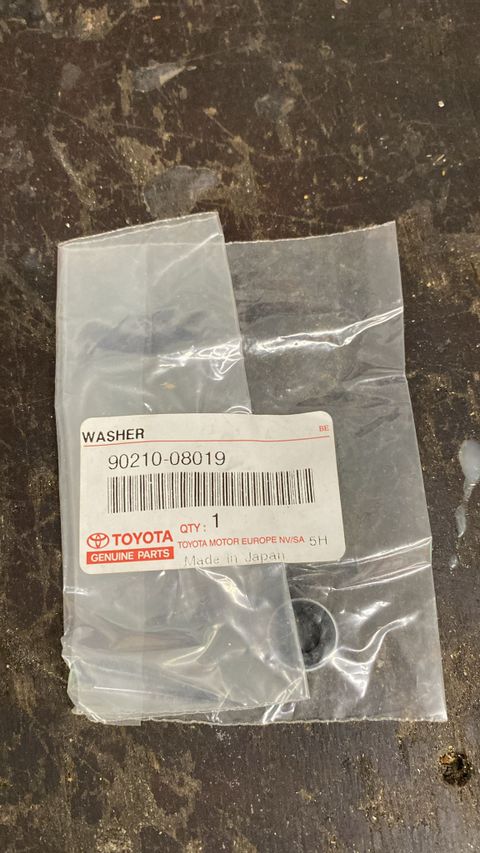 WASHER
BE
90210-08019
QTY: 1
TOYOTA
GENUINE PARTS
TOYOTA MOTOR EUROPE NV/SA 5H
Made in Japan